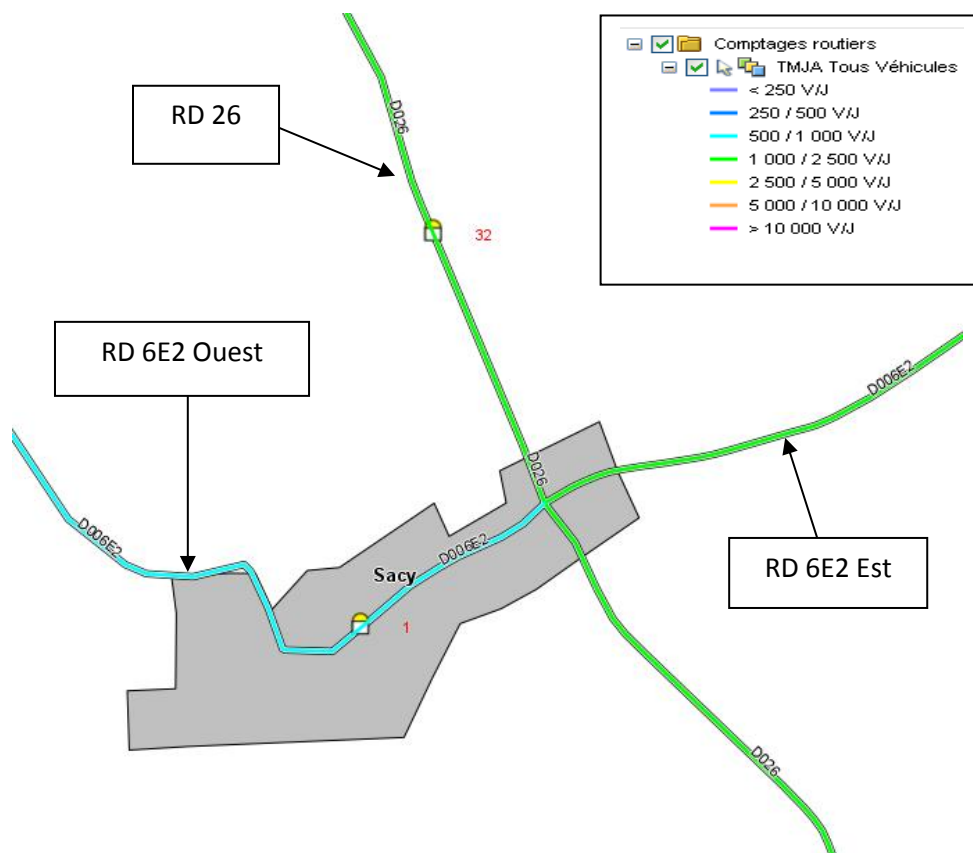 Comptages routiers
TMJA Tous Véhicules
< 250 V/J
250 / 500 V/J
500 / 1 000 V/J
1 000 / 2 500 V/J
2 500 / 5 000 V/J
5 000 / 10 000 V/J
> 10 000 V/J
RD 26
D026
32
RD 6E2 Ouest
D006E2
D026
D006E2
D006E2
Sacy
RD 6E2 Est
1
D026